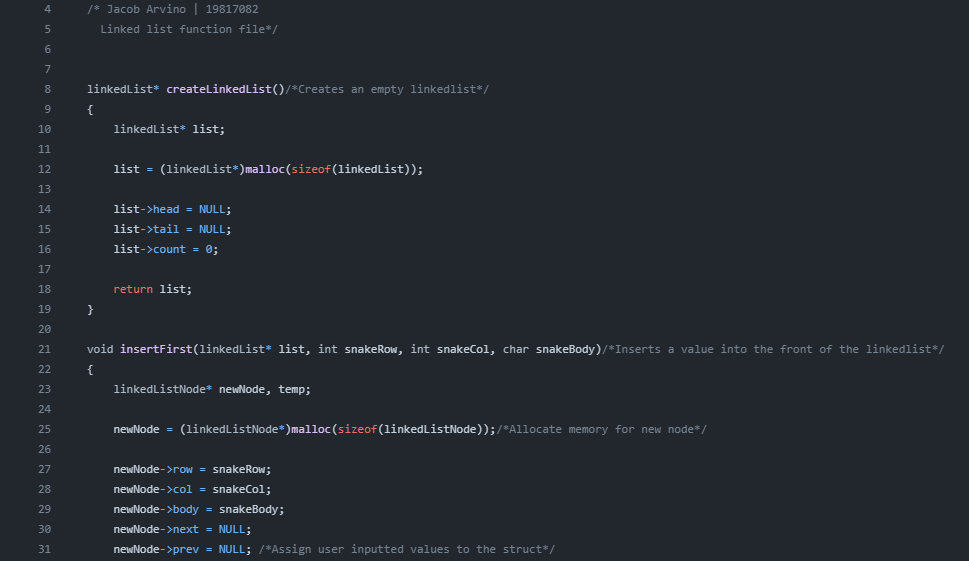 4 /* Jacob Arvino | 19817082
5 Linked list function file*/
6
7
8 linkedList* createLinkedList()/*Creates an empty linkedlist*/
9 {
10 linkedList* list;
11
12 list = (linkedList*)malloc(sizeof(linkedList));
13
14 list->head = NULL;
15 list->tail = NULL;
16 list->count = 0;
17
18 return list;
19 }
20
21 void insertFirst(linkedList* list, int snakeRow, int snakeCol, char snakeBody)/*Inserts a value into the front of the linkedlist*/
22 {
23 linkedListNode* newNode, temp;
24
25 newNode = (linkedListNode*)malloc(sizeof(linkedListNode));/*Allocate memory for new node*/
26
27 newNode->row = snakeRow;
28 newNode->col = snakeCol;
29 newNode->body = snakeBody;
30 newNode->next = NULL;
31 newNode->prev = NULL; /*Assign user inputted values to the struct*/